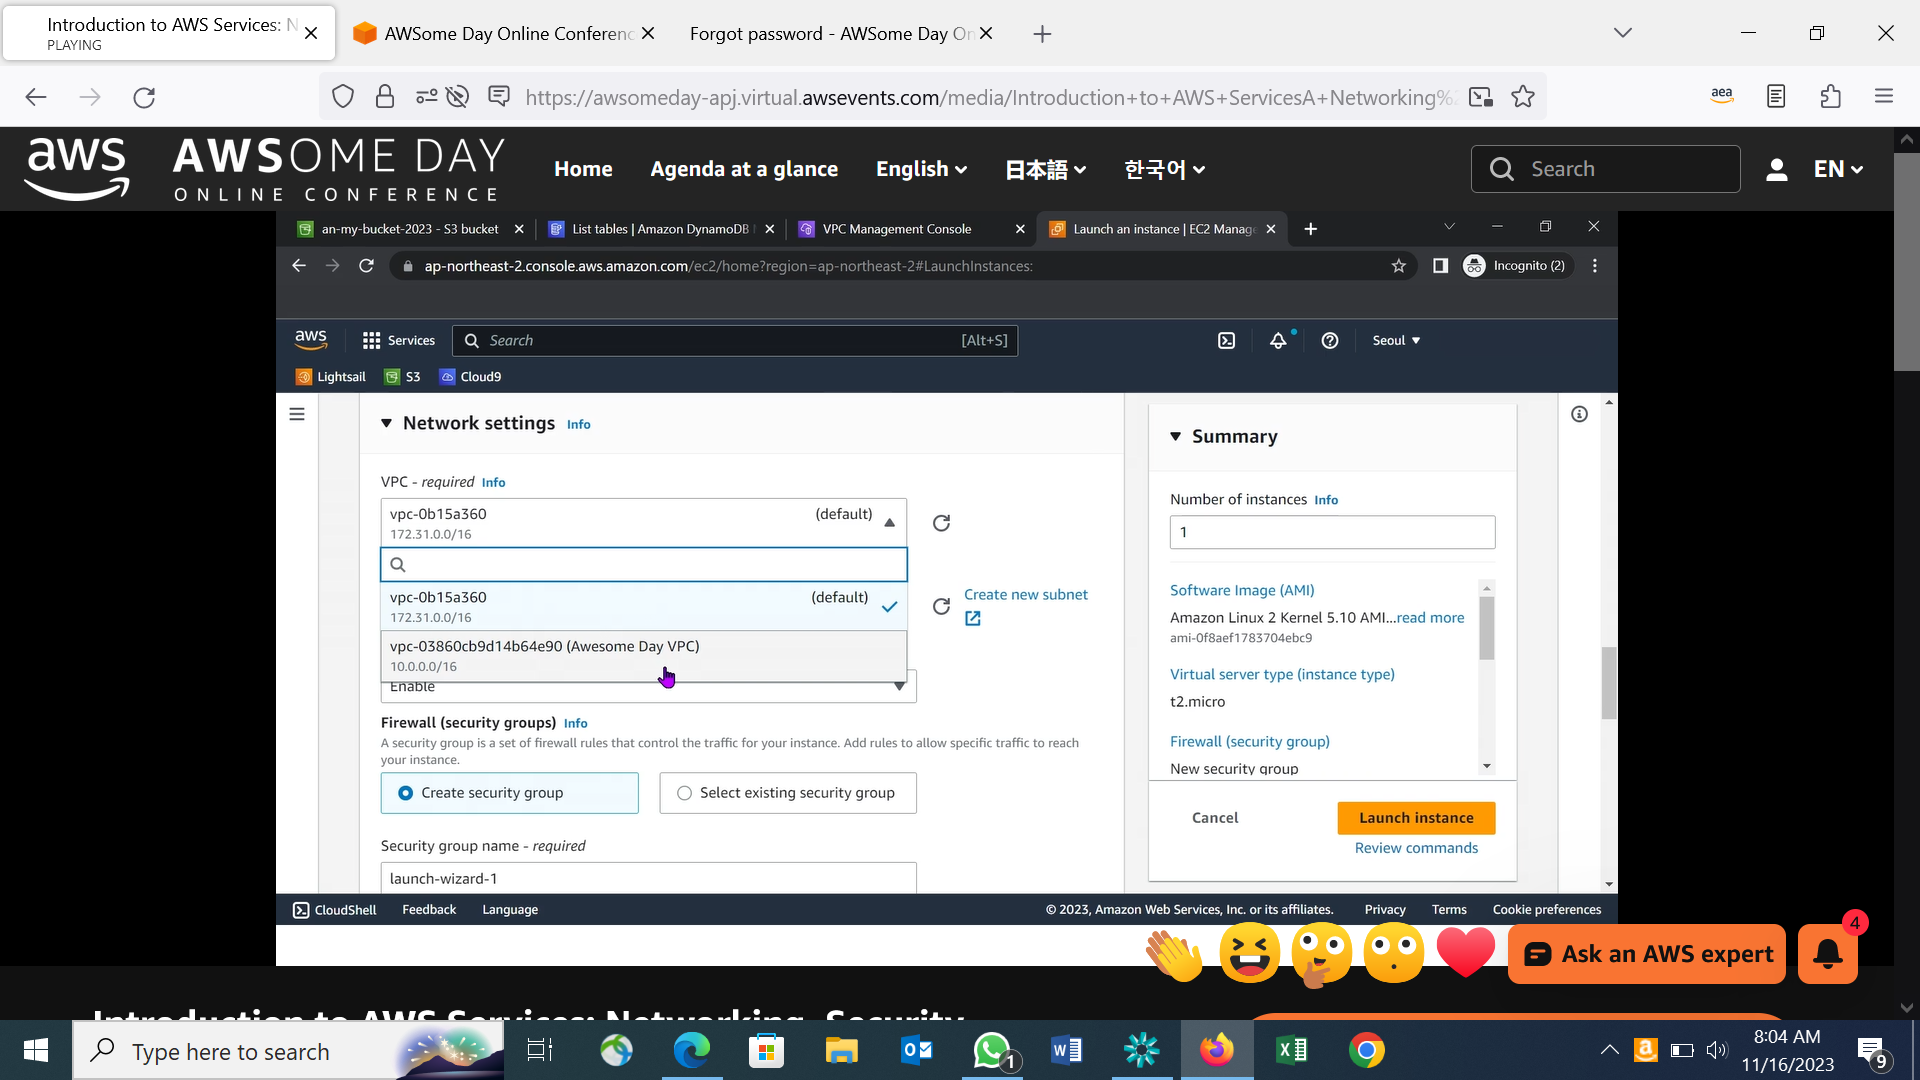 Introduction to AWS Services: N
PLAYING
AWSome Day Online Conferenc
Forgot password - AWSome Day On
https://awsomeday-apj.virtual.awsevents.com/media/Introduction+to+AWS+ServicesA+Networking%2
aea
aws
AWSOME DAY
ONLINE CONFERENCE
Home
Agenda at a glance
English
日本語
한국어
Search
EN
an-my-bucket-2023 - S3 bucket
List tables | Amazon DynamoDB
VPC Management Console
Launch an instance | EC2 Manage
ap-northeast-2.console.aws.amazon.com/ec2/home?region=ap-northeast-2#LaunchInstances:
Incognito (2)
aws
Services
Search
[Alt+S]
Seoul
Lightsail
S3
Cloud9
Network settings Info
VPC - required Info
vpc-0b15a360 (default)
172.31.0.0/16
vpc-0b15a360 (default)
172.31.0.0/16
Create new subnet
vpc-03860cb9d14b64e90 (Awesome Day VPC)
10.0.0.0/16
Enable
Firewall (security groups) Info
A security group is a set of firewall rules that control the traffic for your instance. Add rules to allow specific traffic to reach
your instance.
Create security group
Select existing security group
Security group name - required
launch-wizard-1
Summary
Number of instances Info
1
Software Image (AMI)
Amazon Linux 2 Kernel 5.10 AMI...read more
ami-0f8aef1783704ebc9
Virtual server type (instance type)
t2.micro
Firewall (security group)
New security group
Cancel
Launch instance
Review commands
CloudShell
Feedback
Language
© 2023, Amazon Web Services, Inc. or its affiliates.
Privacy
Terms
Cookie preferences
Ask an AWS expert
4
Introduction to AWS Services: Networking, Security
Type here to search
1
8:04 AM
11/16/2023
9